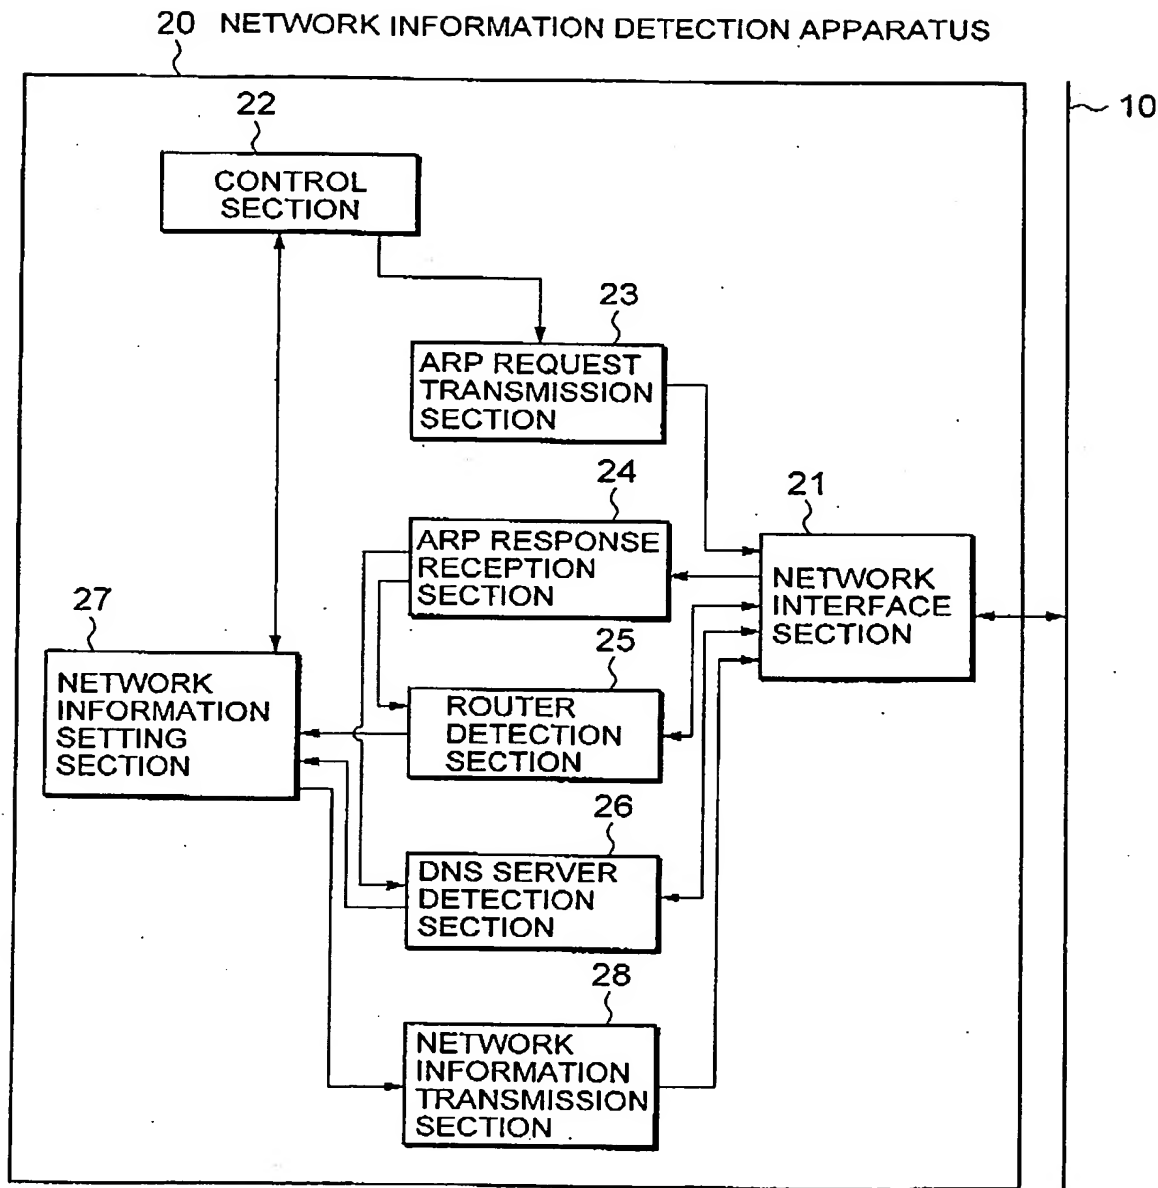 20 NETWORK INFORMATION DETECTION APPARATUS
10
22
CONTROL
SECTION
23
ARP REQUEST
TRANSMISSION
SECTION
24
ARP RESPONSE
RECEPTION
SECTION
21
NETWORK
INTERFACE
SECTION
27
NETWORK
INFORMATION
SETTING
SECTION
25
ROUTER
DETECTION
SECTION
26
DNS SERVER
DETECTION
SECTION
28
NETWORK
INFORMATION
TRANSMISSION
SECTION